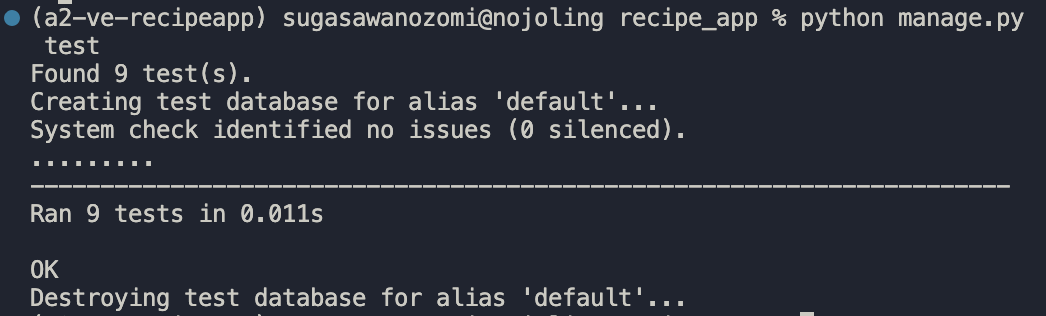 (a2-ve-recipeapp) sugasawanozomi@nojoling recipe_app % python manage.py
test
Found 9 test(s).
Creating test database for alias 'default'...
System check identified no issues (0 silenced).
.........
----------------------------------------------------------------------
Ran 9 tests in 0.011s
OK
Destroying test database for alias 'default'...